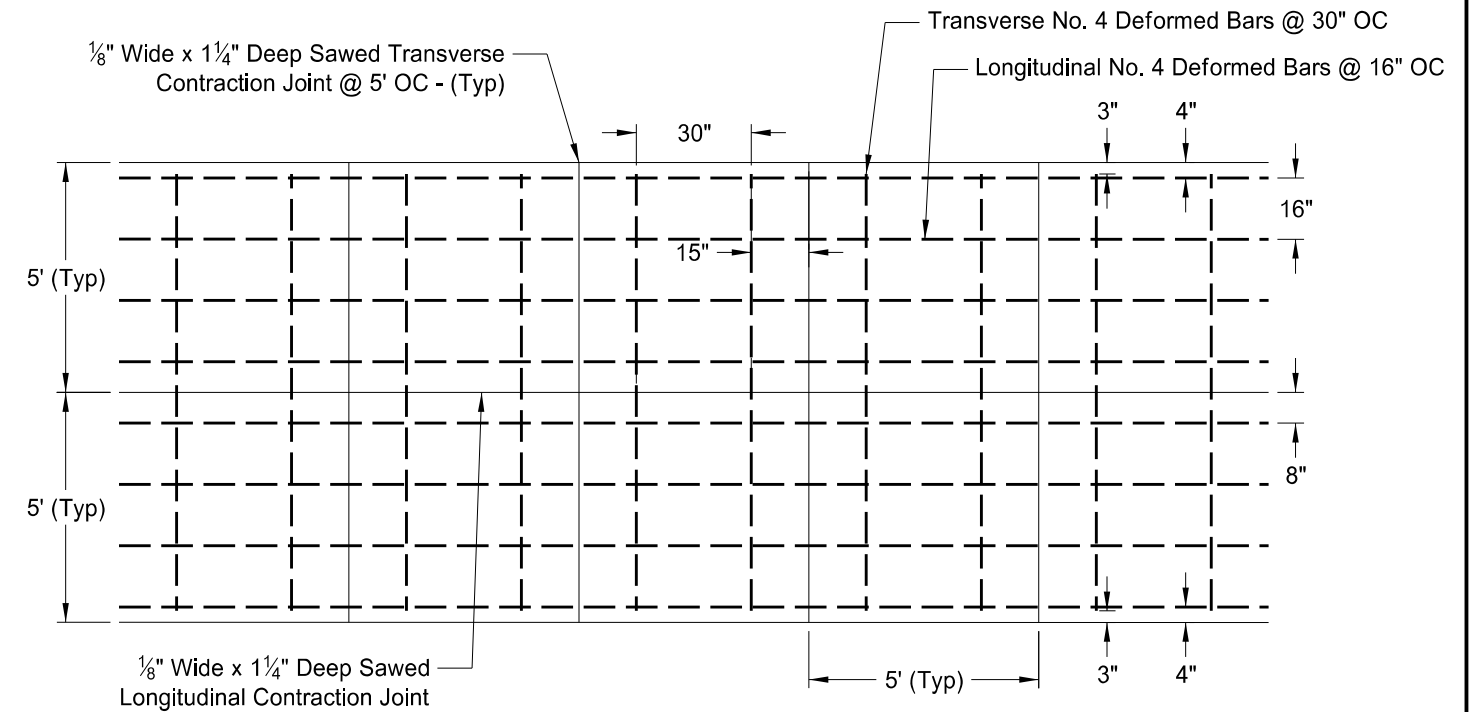 Transverse No. 4 Deformed Bars @ 30" OC
⅛" Wide x 1¼" Deep Sawed Transverse
Contraction Joint @ 5' OC - (Typ)
Longitudinal No. 4 Deformed Bars @ 16" OC
3"
4"
30"
16"
15"
5' (Typ)
8"
5' (Typ)
⅛" Wide x 1¼" Deep Sawed
Longitudinal Contraction Joint
5' (Typ)
3"
4"